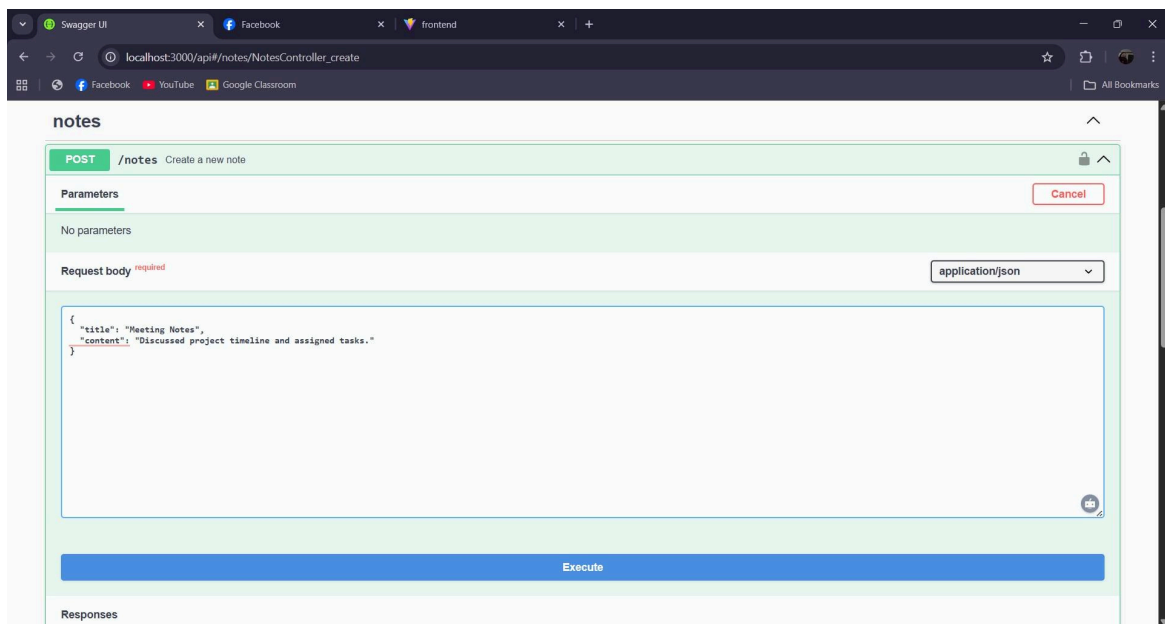 Swagger UI
Facebook
frontend
localhost:3000/api#/notes/NotesController_create
Facebook
YouTube
Google Classroom
All Bookmarks
notes
POST /notes Create a new note
Parameters
Cancel
No parameters
Request body required
application/json
{
"title": "Meeting Notes",
"content": "Discussed project timeline and assigned tasks."
}
Execute
Responses